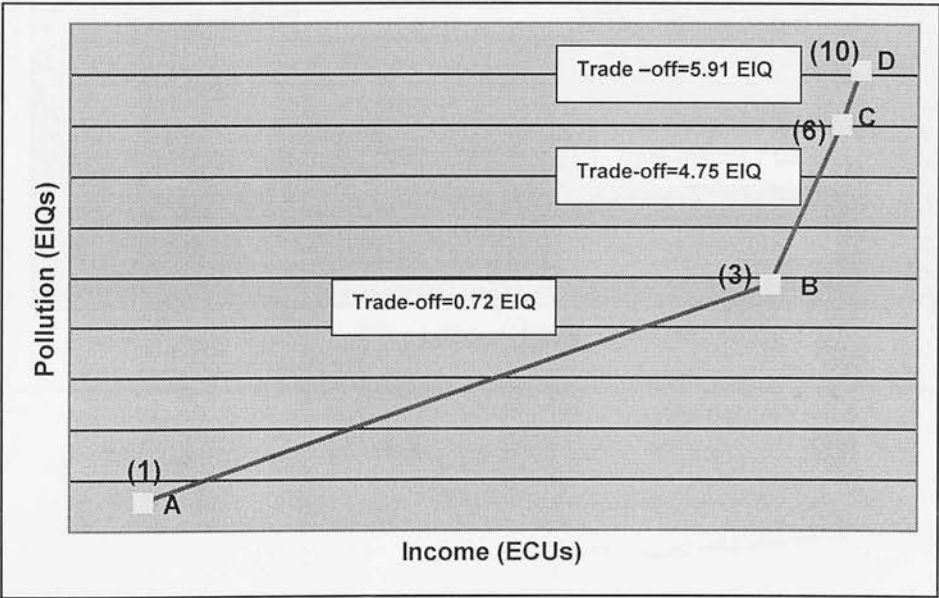 (10) D
Trade –off=5.91 EIQ
(6) C
Trade-off=4.75 EIQ
(3) B
Trade-off=0.72 EIQ
(1)
A
Pollution (EIQs)
Income (ECUs)